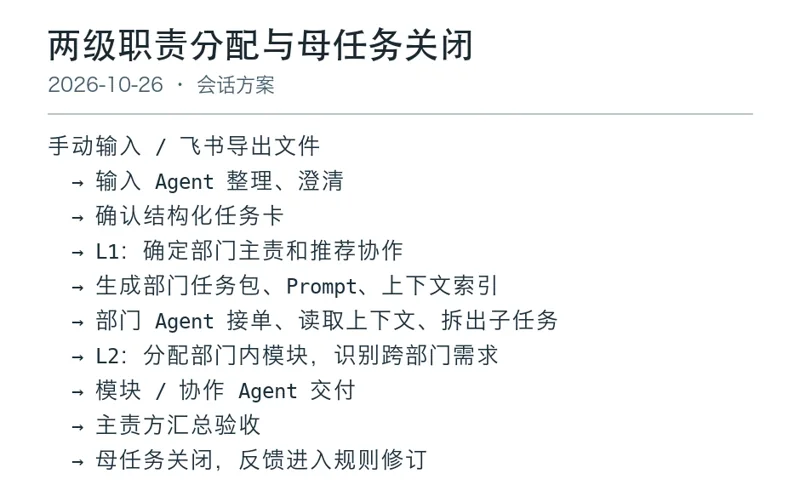 两级职责分配与母任务关闭
2026-10-26 · 会话方案
手动输入 / 飞书导出文件
→ 输入 Agent 整理、澄清
→ 确认结构化任务卡
→ L1：确定部门主责和推荐协作
→ 生成部门任务包、Prompt、上下文索引
→ 部门 Agent 接单、读取上下文、拆出子任务
→ L2：分配部门内模块，识别跨部门需求
→ 模块 / 协作 Agent 交付
→ 主责方汇总验收
→ 母任务关闭，反馈进入规则修订